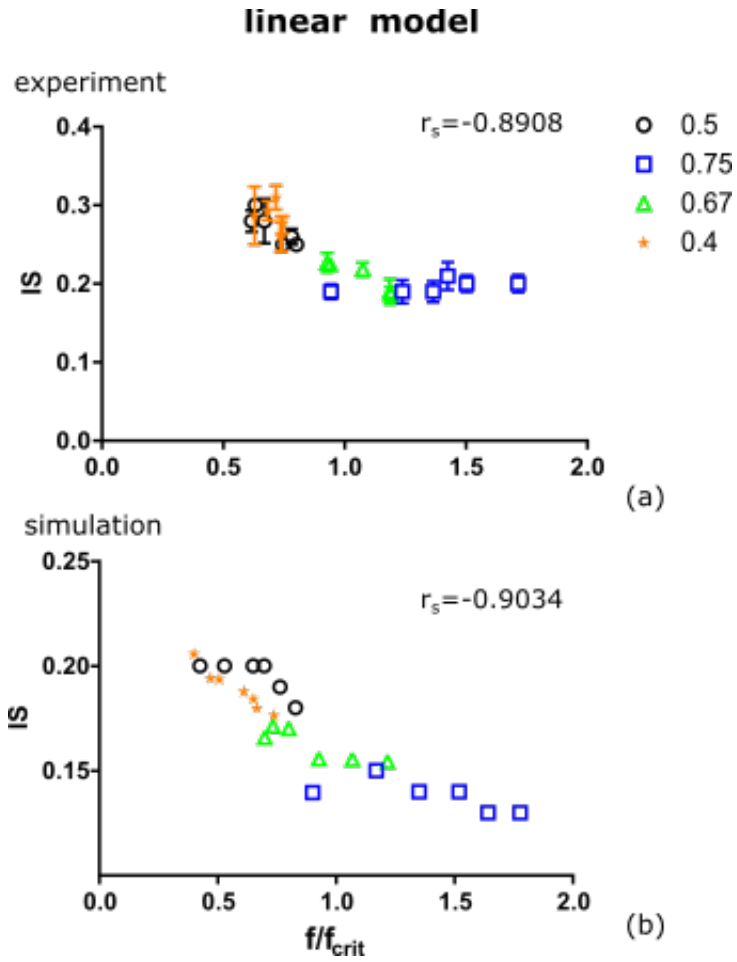 linear model
experiment
r_s=-0.8908
0.5
0.75
0.67
0.4
0.4
0.3
0.2
0.1
0.0
IS
0.0 0.5 1.0 1.5 2.0
(a)
simulation
r_s=-0.9034
0.25
0.20
0.15
IS
0.0 0.5 1.0 1.5 2.0
f/f_crit
(b)